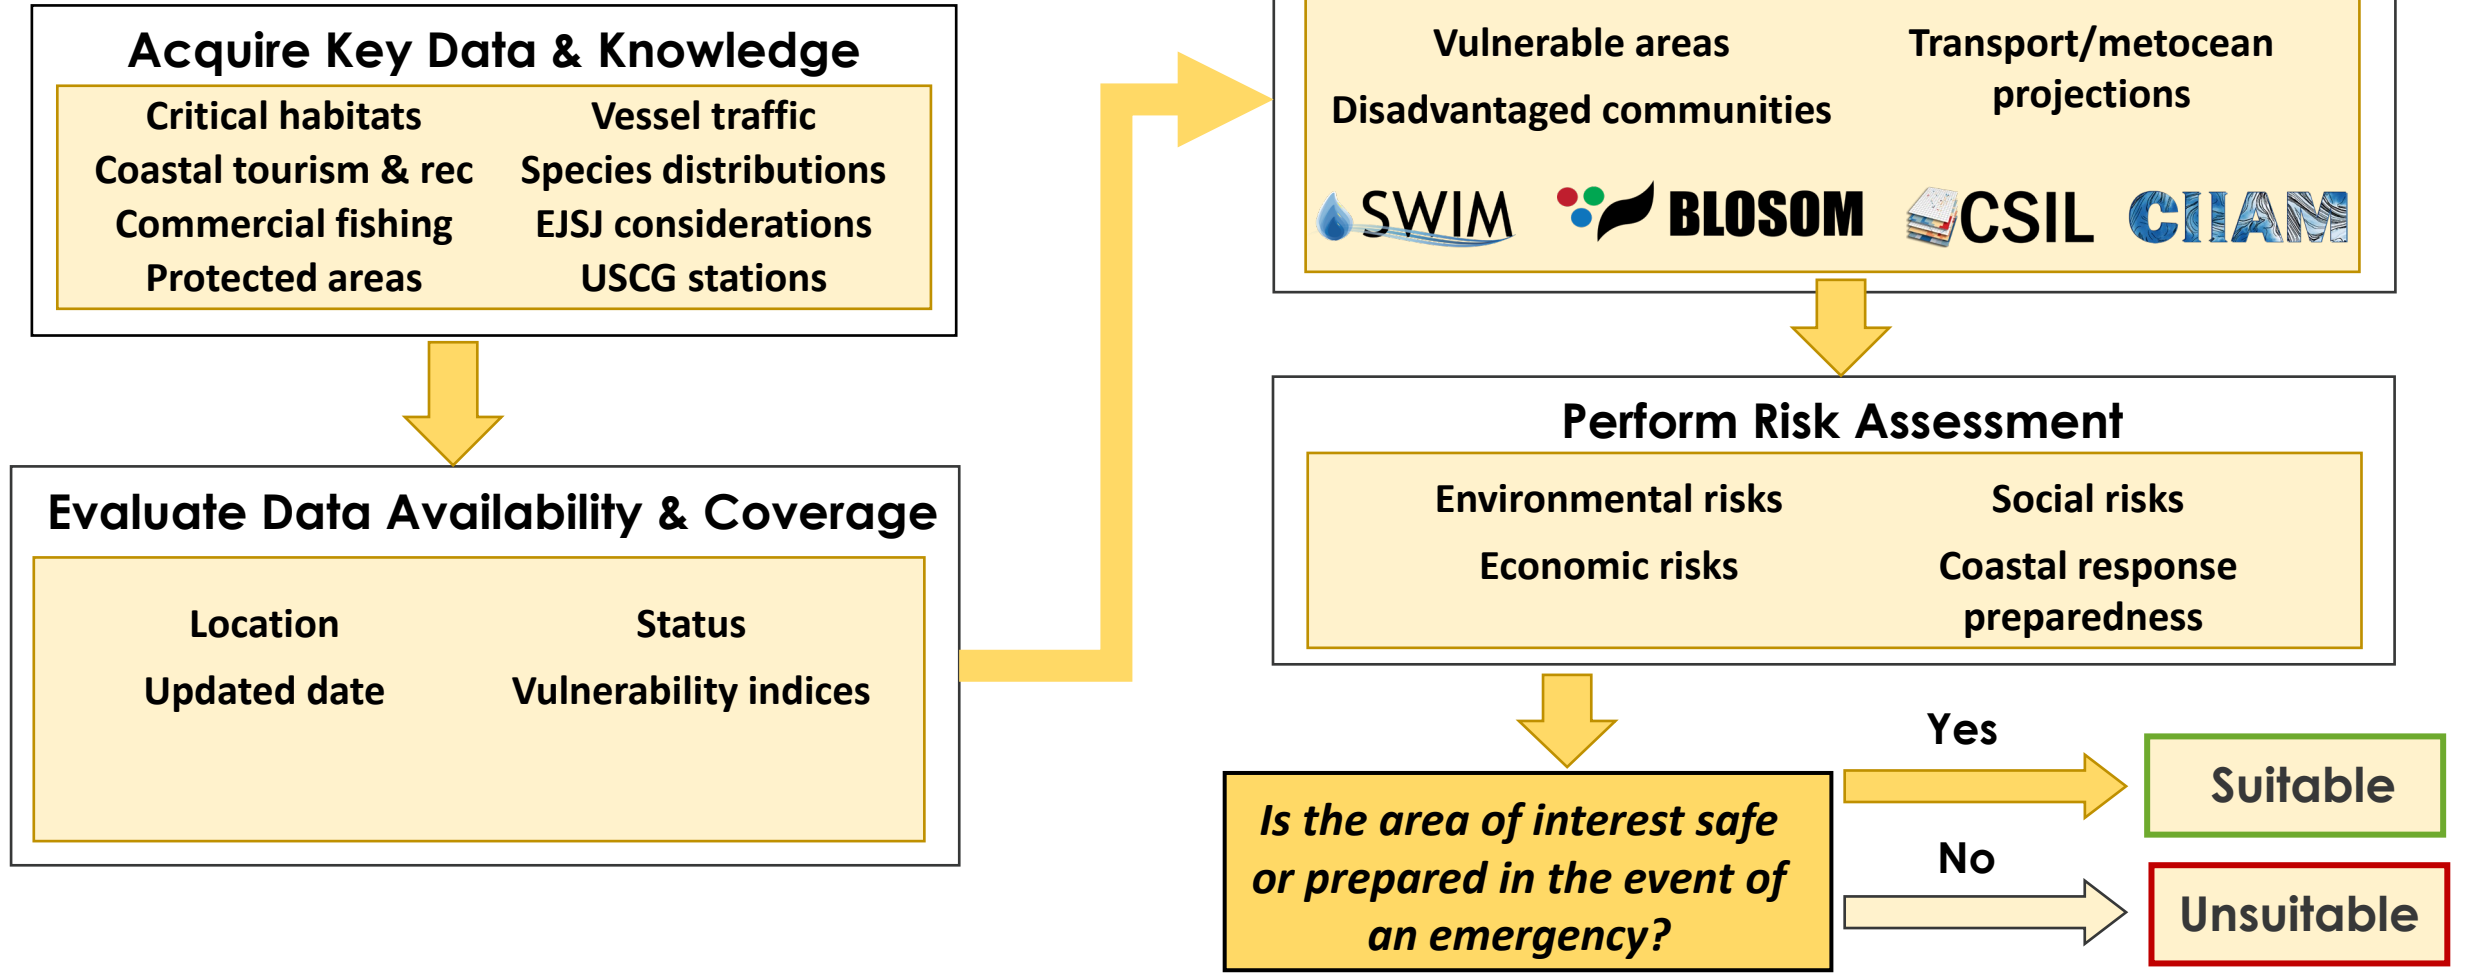 Acquire Key Data & Knowledge
Critical habitats
Coastal tourism & rec
Commercial fishing
Protected areas
Vessel traffic
Species distributions
EJSJ considerations
USCG stations
Evaluate Data Availability & Coverage
Location
Updated date
Status
Vulnerability indices
Vulnerable areas
Disadvantaged communities
Transport/metocean
projections
SWIM
BLOSOM
CSIL
CIIAM
Perform Risk Assessment
Environmental risks
Economic risks
Social risks
Coastal response
preparedness
Is the area of interest safe
or prepared in the event of
an emergency?
Yes
Suitable
No
Unsuitable